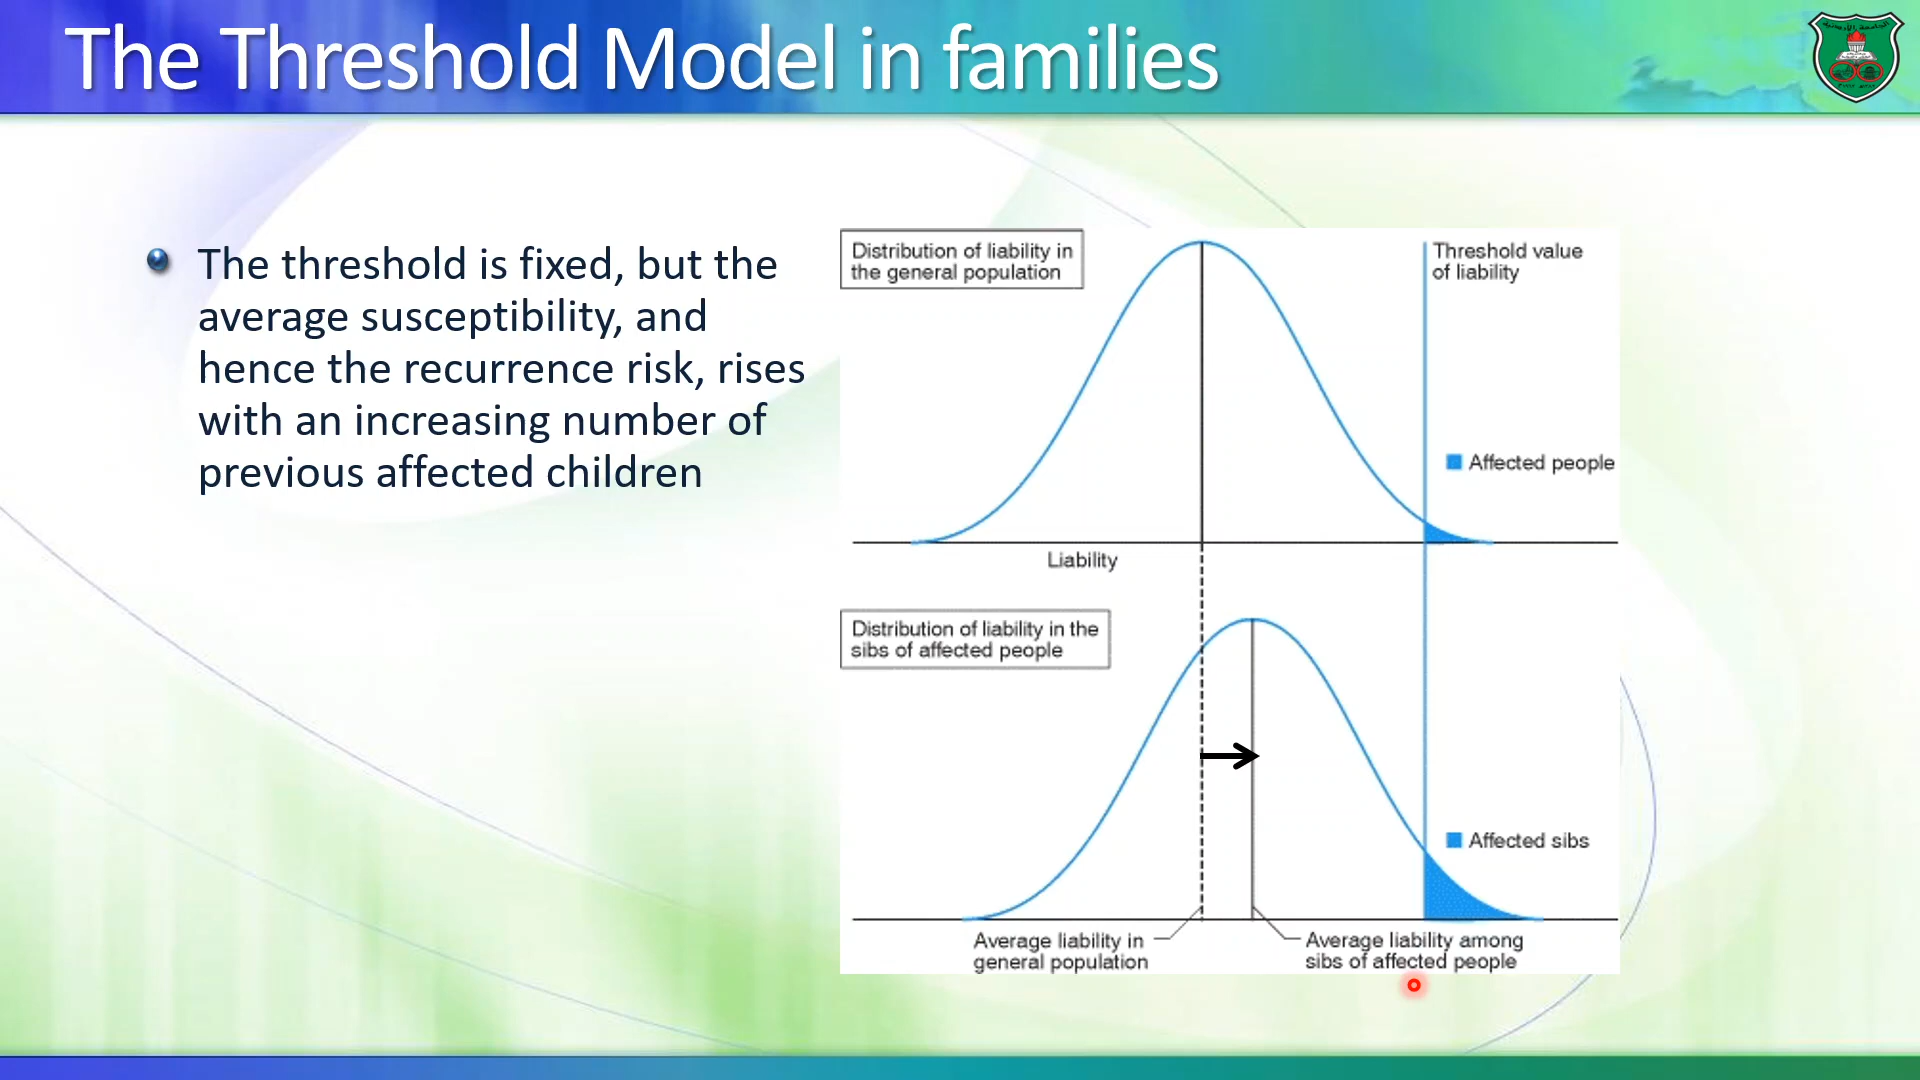 The Threshold Model in families
The threshold is fixed, but the
average susceptibility, and
hence the recurrence risk, rises
with an increasing number of
previous affected children
Distribution of liability in
the general population
Threshold value
of liability
Affected people
Liability
Distribution of liability in the
sibs of affected people
Affected sibs
Average liability in
general population
Average liability among
sibs of affected people